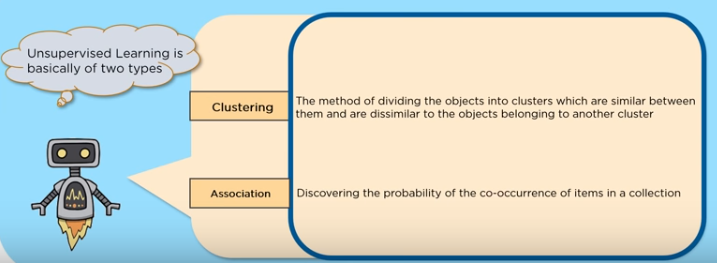 Unsupervised Learning is
basically of two types
Clustering
The method of dividing the objects into clusters which are similar between
them and are dissimilar to the objects belonging to another cluster
Association
Discovering the probability of the co-occurrence of items in a collection